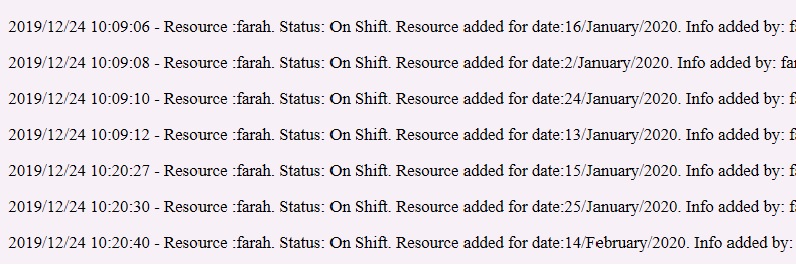 2019/12/24 10:09:06 - Resource :farah. Status: On Shift. Resource added for date:16/January/2020. Info added by:
2019/12/24 10:09:08 - Resource :farah. Status: On Shift. Resource added for date:2/January/2020. Info added by:
2019/12/24 10:09:10 - Resource :farah. Status: On Shift. Resource added for date:24/January/2020. Info added by:
2019/12/24 10:09:12 - Resource :farah. Status: On Shift. Resource added for date:13/January/2020. Info added by:
2019/12/24 10:20:27 - Resource :farah. Status: On Shift. Resource added for date:15/January/2020. Info added by:
2019/12/24 10:20:30 - Resource :farah. Status: On Shift. Resource added for date:25/January/2020. Info added by:
2019/12/24 10:20:40 - Resource :farah. Status: On Shift. Resource added for date:14/February/2020. Info added by: